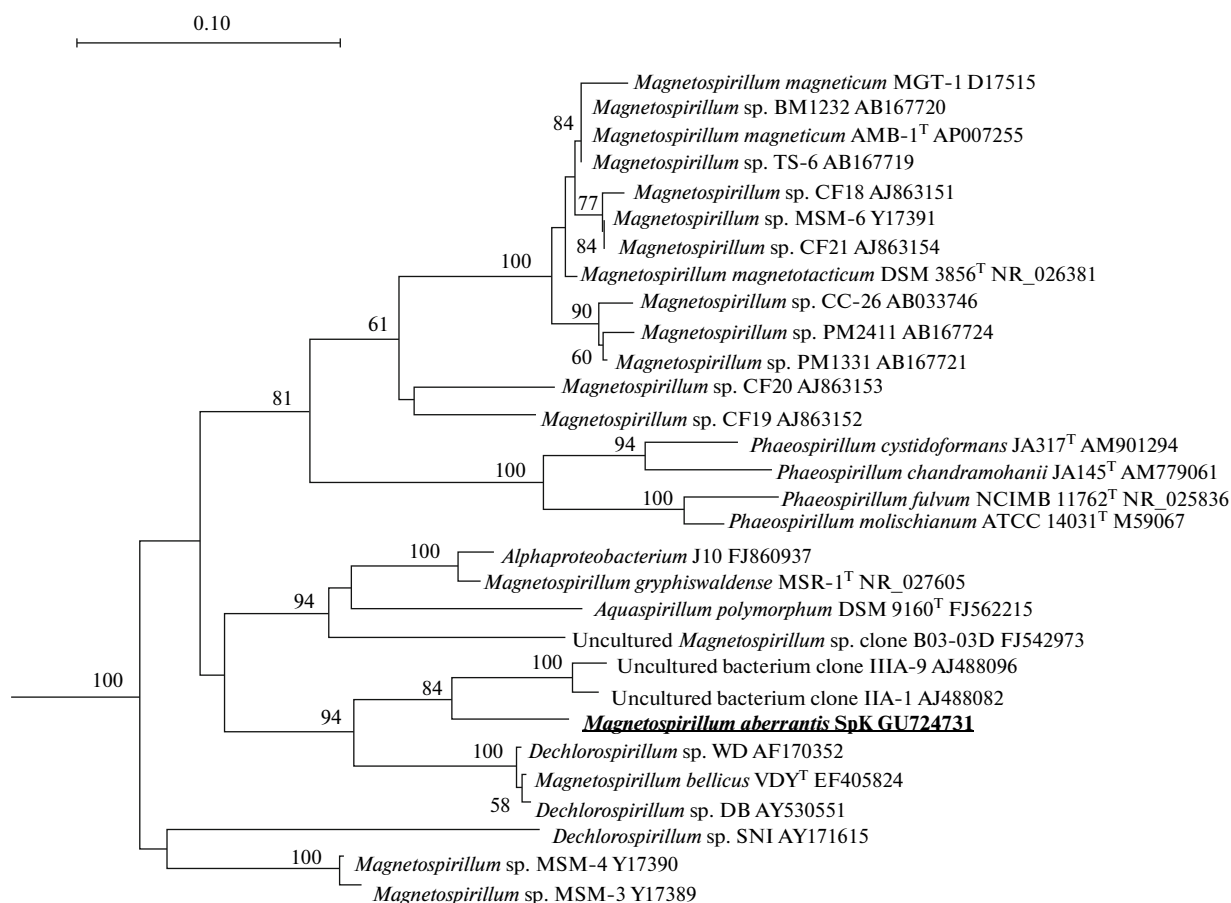 0.10
Magnetospirillum magneticum MGT-1 D17515
Magnetospirillum sp. BM1232 AB167720
84
Magnetospirillum magneticum AMB-1ᵀ AP007255
Magnetospirillum sp. TS-6 AB167719
Magnetospirillum sp. CF18 AJ863151
77
Magnetospirillum sp. MSM-6 Y17391
84
Magnetospirillum sp. CF21 AJ863154
100
Magnetospirillum magnetotacticum DSM 3856ᵀ NR_026381
Magnetospirillum sp. CC-26 AB033746
90
61
Magnetospirillum sp. PM2411 AB167724
60
Magnetospirillum sp. PM1331 AB167721
Magnetospirillum sp. CF20 AJ863153
81
Magnetospirillum sp. CF19 AJ863152
94
Phaeospirillum cystidoformans JA317ᵀ AM901294
100
Phaeospirillum chandramohanii JA145ᵀ AM779061
100
Phaeospirillum fulvum NCIMB 11762ᵀ NR_025836
Phaeospirillum molischianum ATCC 14031ᵀ M59067
100
Alphaproteobacterium J10 FJ860937
Magnetospirillum gryphiswaldense MSR-1ᵀ NR_027605
94
Aquaspirillum polymorphum DSM 9160ᵀ FJ562215
Uncultured Magnetospirillum sp. clone B03-03D FJ542973
100
Uncultured bacterium clone IIIA-9 AJ488096
100
84
Uncultured bacterium clone IIA-1 AJ488082
94
Magnetospirillum aberrantis SpK GU724731
100
Dechlorospirillum sp. WD AF170352
Magnetospirillum bellicus VDYᵀ EF405824
58
Dechlorospirillum sp. DB AY530551
Dechlorospirillum sp. SNI AY171615
100
Magnetospirillum sp. MSM-4 Y17390
Magnetospirillum sp. MSM-3 Y17389